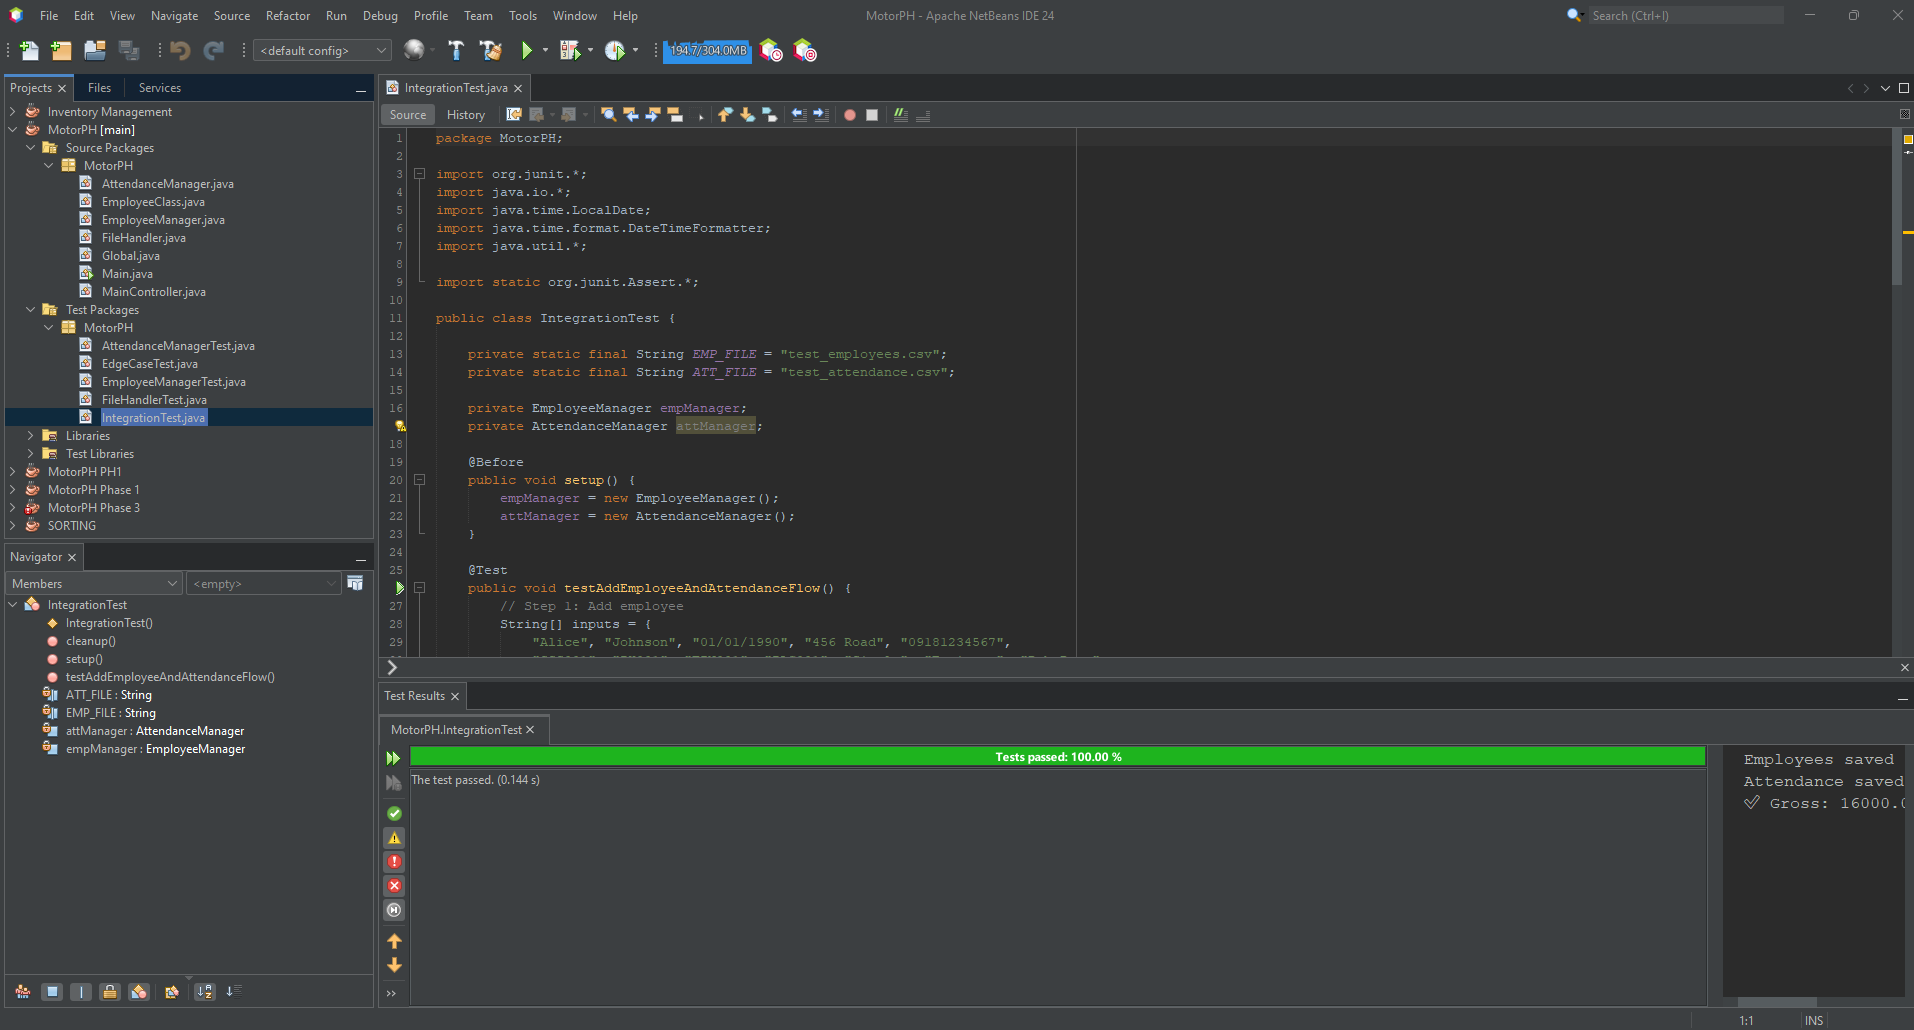 File Edit View Navigate Source Refactor Run Debug Profile Team Tools Window Help
MotorPH - Apache NetBeans IDE 24
Search (Ctrl+I)
<default config>
194.7/304.0MB
Projects Files Services
Inventory Management
MotorPH [main]
Source Packages
MotorPH
AttendanceManager.java
EmployeeClass.java
EmployeeManager.java
FileHandler.java
Global.java
Main.java
MainController.java
Test Packages
MotorPH
AttendanceManagerTest.java
EdgeCaseTest.java
EmployeeManagerTest.java
FileHandlerTest.java
IntegrationTest.java
Libraries
Test Libraries
MotorPH PH1
MotorPH Phase 1
MotorPH Phase 3
SORTING
Navigator
Members
<empty>
IntegrationTest
IntegrationTest()
cleanup()
setup()
testAddEmployeeAndAttendanceFlow()
ATT_FILE : String
EMP_FILE : String
attManager : AttendanceManager
empManager : EmployeeManager
IntegrationTest.java
Source History
1 package MotorPH;
2
3 import org.junit.*;
4 import java.io.*;
5 import java.time.LocalDate;
6 import java.time.format.DateTimeFormatter;
7 import java.util.*;
8
9 import static org.junit.Assert.*;
10
11 public class IntegrationTest {
12
13 private static final String EMP_FILE = "test_employees.csv";
14 private static final String ATT_FILE = "test_attendance.csv";
15
16 private EmployeeManager empManager;
private AttendanceManager attManager;
18
19 @Before
20 public void setup() {
21 empManager = new EmployeeManager();
22 attManager = new AttendanceManager();
23 }
24
25 @Test
public void testAddEmployeeAndAttendanceFlow() {
27 // Step 1: Add employee
28 String[] inputs = {
29 "Alice", "Johnson", "01/01/1990", "456 Road", "09181234567",
Test Results
MotorPH.IntegrationTest
Tests passed: 100.00 %
The test passed. (0.144 s)
Employees saved
Attendance saved
Gross: 16000.0
1:1
INS